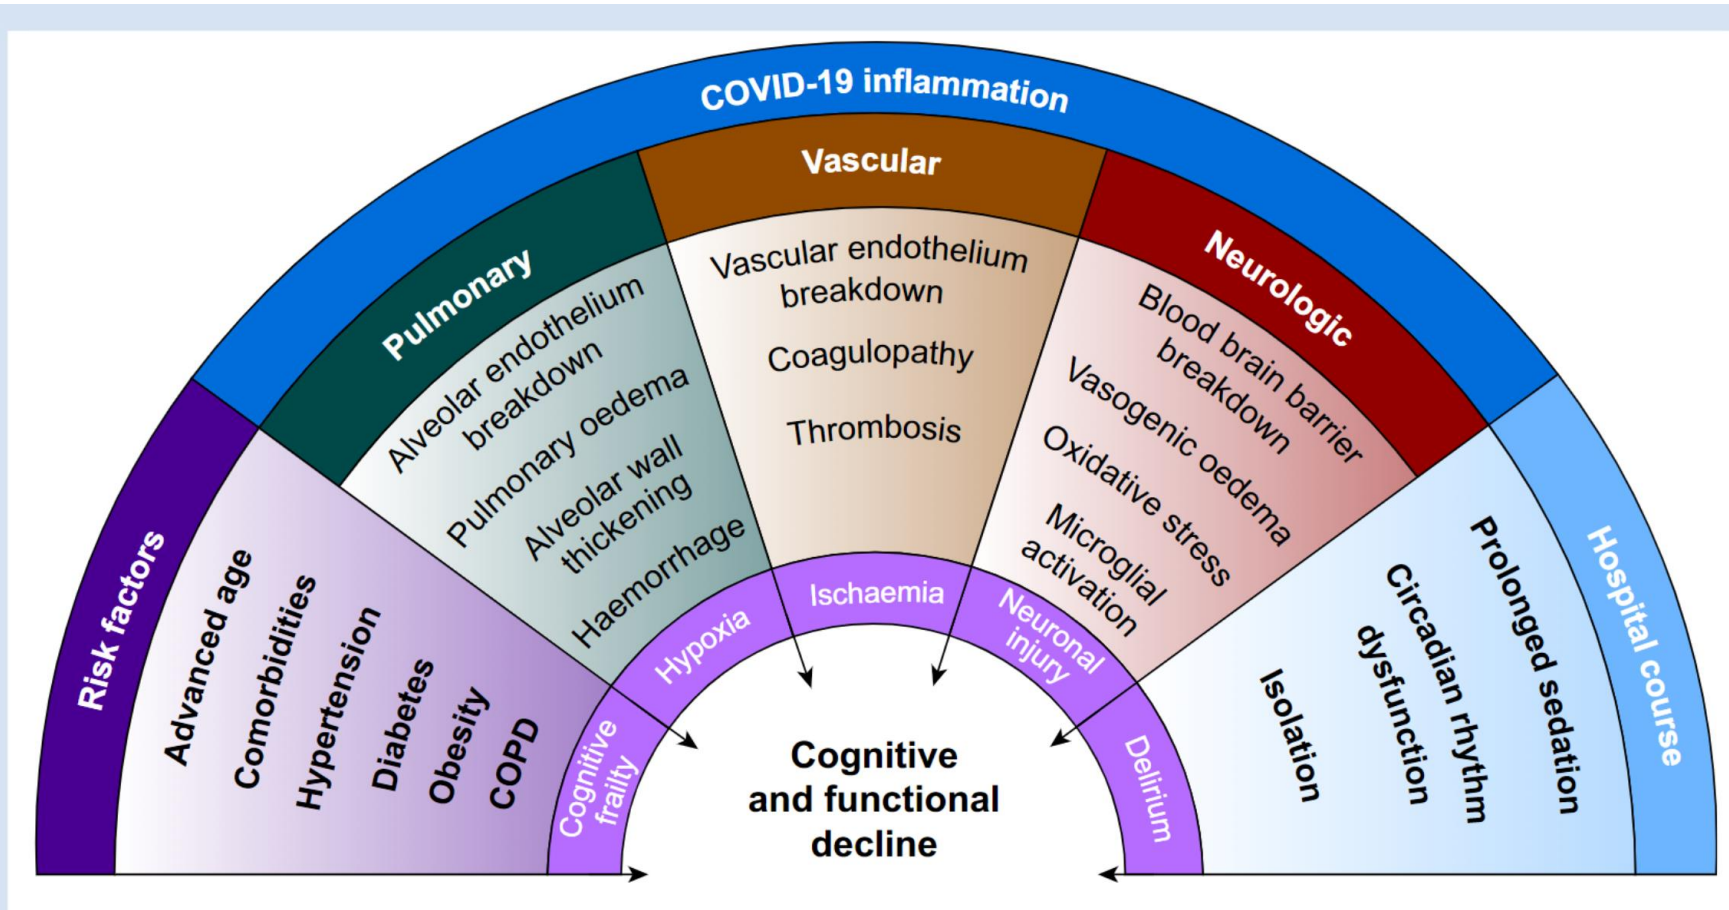 COVID-19 inflammation
Risk factors
Advanced age
Comorbidities
Hypertension
Diabetes
Obesity
COPD
Cognitive
frailty
Pulmonary
Alveolar endothelium
breakdown
Pulmonary oedema
Alveolar wall
thickening
Haemorrhage
Hypoxia
Vascular
Vascular endothelium
breakdown
Coagulopathy
Thrombosis
Ischaemia
Neurologic
Blood brain barrier
breakdown
Vasogenic oedema
Oxidative stress
Microglial
activation
Neuronal
injury
Hospital course
Prolonged sedation
Circadian rhythm
dysfunction
Isolation
Delirium
Cognitive
and functional
decline